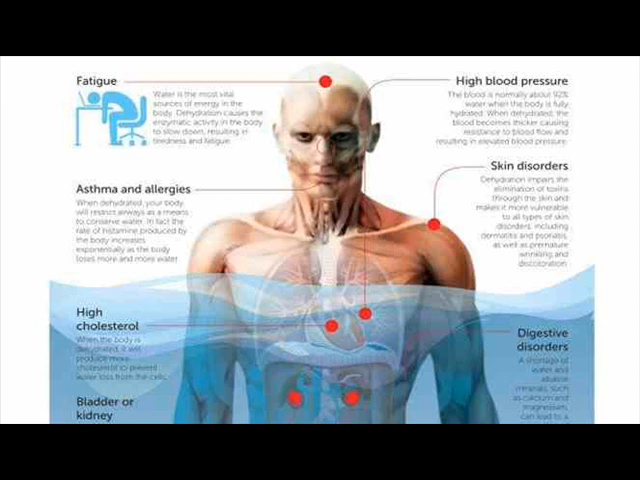 Fatigue
Water is the most vital
sources of energy in the
body. Dehydration causes the
enzymatic activity in the body
to slow down, resulting in
tiredness and fatigue.
High blood pressure
The blood is normally about 92%
water when the body is fully
hydrated. When dehydrated, the
blood becomes thicker causing
resistance to blood flow and
resulting in elevated blood pressure.
Skin disorders
Dehydration impairs the
elimination of toxins
through the skin and
makes it more vulnerable
to all types of skin
disorders, including
dermatitis and psoriasis,
as well as premature
wrinkling and
discoloration.
Asthma and allergies
When dehydrated, your body
will restrict airways as a means
to conserve water. In fact the
rate of histamine produced by
the body increases
exponentially as the body
loses more and more water
High
cholesterol
When the body is
dehydrated, it will
produce more
cholesterol to prevent
water loss from the cells.
Digestive
disorders
A shortage of
water and
alkaline
minerals, such
as calcium and
magnesium,
can lead to a
Bladder or
kidney